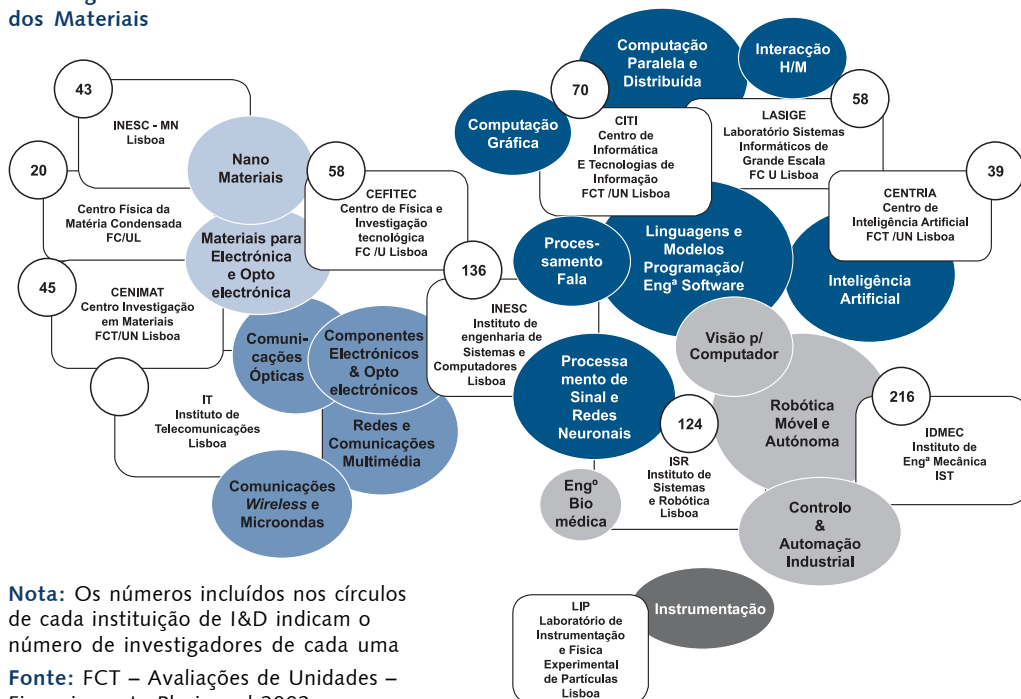 dos Materiais
43
INESC - MN
Lisboa
Nano
Materiais
20
Centro Física da
Matéria Condensada
FC/UL
58
CEFITEC
Centro de Física e
Investigação
tecnológica
FC /U Lisboa
Materiais para
Electrónica
e Opto
electrónica
45
CENIMAT
Centro Investigação
em Materiais
FCT/UN Lisboa
Comuni-
cações
Ópticas
Componentes
Electrónicos
& Opto
electrónicos
IT
Instituto de
Telecomunicações
Lisboa
Redes e
Comunicações
Multimédia
Comunicações
Wireless e
Microondas
Computação
Paralela e
Distribuída
Interacção
H/M
70
58
Computação
Gráfica
CITI
Centro de
Informática
E Tecnologias de
Informação
FCT /UN Lisboa
LASIGE
Laboratório Sistemas
Informáticos de
Grande Escala
FC U Lisboa
39
CENTRIA
Centro de
Inteligência Artificial
FCT /UN Lisboa
Proces-
samento
Fala
Linguagens e
Modelos
Programação/
Engª Software
Inteligência
Artificial
136
INESC
Instituto de
engenharia de
Sistemas e
Computadores
Lisboa
Visão p/
Computador
Processa
mento de
Sinal e
Redes
Neuronais
Robótica
Móvel e
Autónoma
124
ISR
Instituto de
Sistemas
e Robótica
Lisboa
216
IDMEC
Instituto de
Engª Mecânica
IST
Engº
Bio
médica
Controlo
&
Automação
Industrial
LIP
Laboratório de
Instrumentação
e Física
Experimental
de Partículas
Lisboa
Instrumentação
Nota: Os números incluídos nos círculos
de cada instituição de I&D indicam o
número de investigadores de cada uma
Fonte: FCT – Avaliações de Unidades –